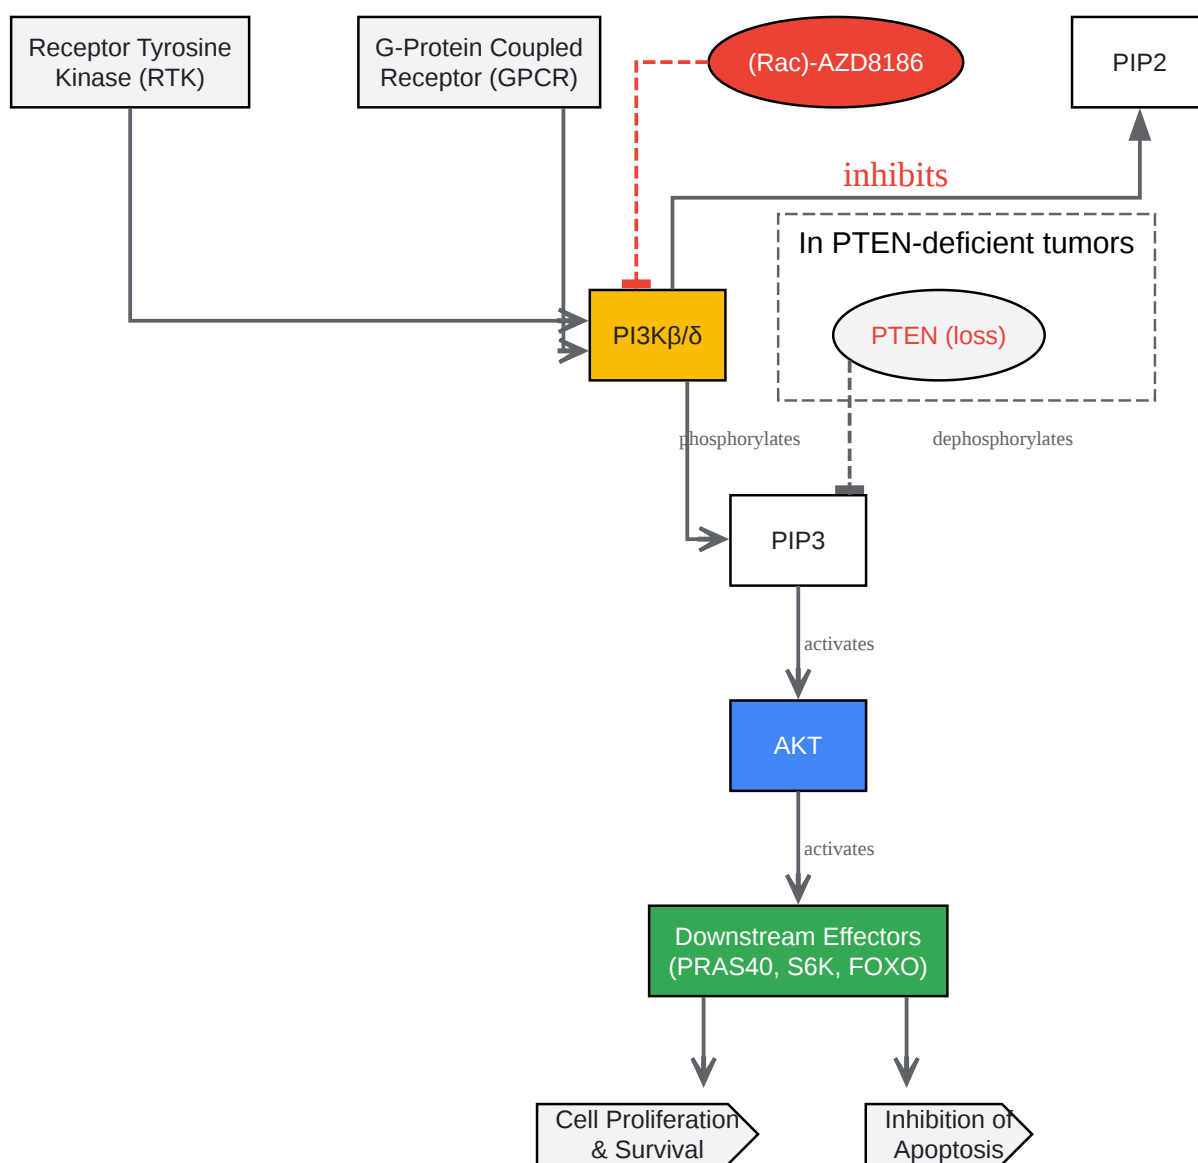 Receptor Tyrosine
Kinase (RTK)
G-Protein Coupled
Receptor (GPCR)
(Rac)-AZD8186
PIP2
inhibits
In PTEN-deficient tumors
PI3Kβ/δ
PTEN (loss)
phosphorylates
dephosphorylates
PIP3
activates
AKT
activates
Downstream Effectors
(PRAS40, S6K, FOXO)
Cell Proliferation
& Survival
Inhibition of
Apoptosis